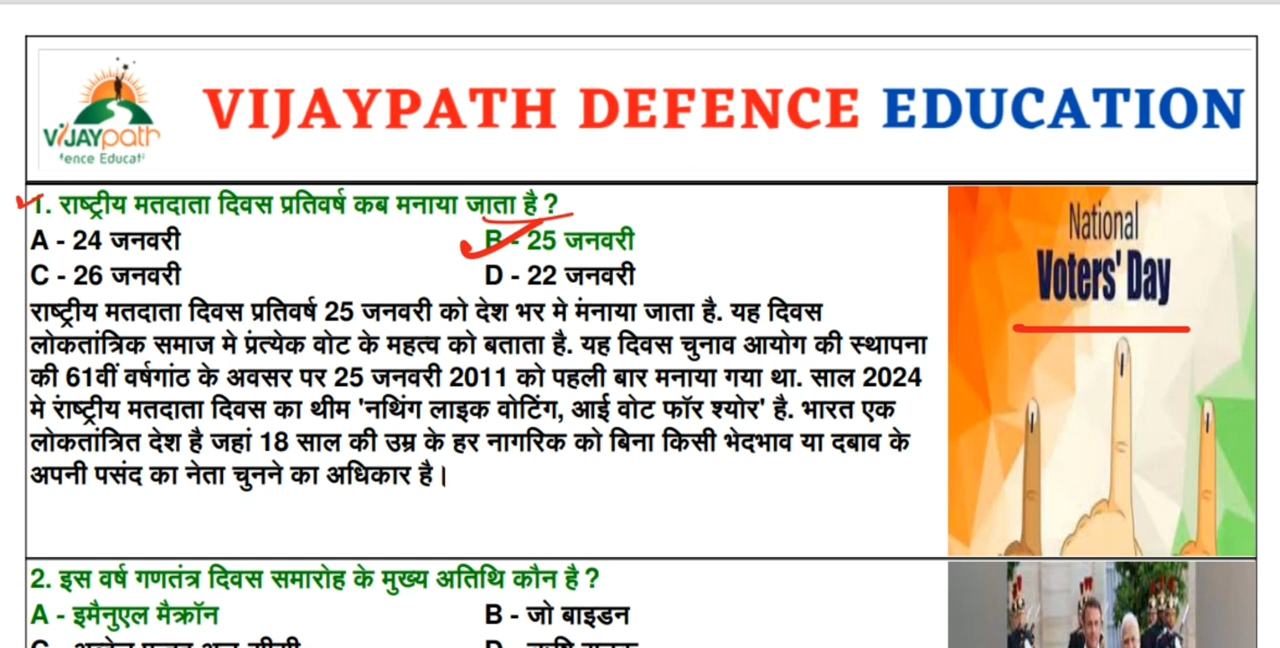 VIJAYPATH DEFENCE EDUCATION
VIJAYpath
Defence Educati
1. राष्ट्रीय मतदाता दिवस प्रतिवर्ष कब मनाया जाता है?
A - 24 जनवरी
B - 25 जनवरी
C - 26 जनवरी
D - 22 जनवरी
राष्ट्रीय मतदाता दिवस प्रतिवर्ष 25 जनवरी को देश भर मे मंनाया जाता है. यह दिवस
लोकतांत्रिक समाज मे प्रंत्येक वोट के महत्व को बताता है. यह दिवस चुनाव आयोग की स्थापना
की 61वीं वर्षगांठ के अवसर पर 25 जनवरी 2011 को पहली बार मनाया गया था. साल 2024
मे रंाष्ट्रीय मतदाता दिवस का थीम 'नथिंग लाइक वोटिंग, आई वोट फॉर श्योर' है. भारत एक
लोकतांत्रित देश है जहां 18 साल की उम्र के हर नागरिक को बिना किसी भेदभाव या दबाव के
अपनी पसंद का नेता चुनने का अधिकार है।
National
Voters' Day
2. इस वर्ष गणतंत्र दिवस समारोह के मुख्य अतिथि कौन है?
A - इमैनुएल मैक्रॉन
B - जो बाइडन